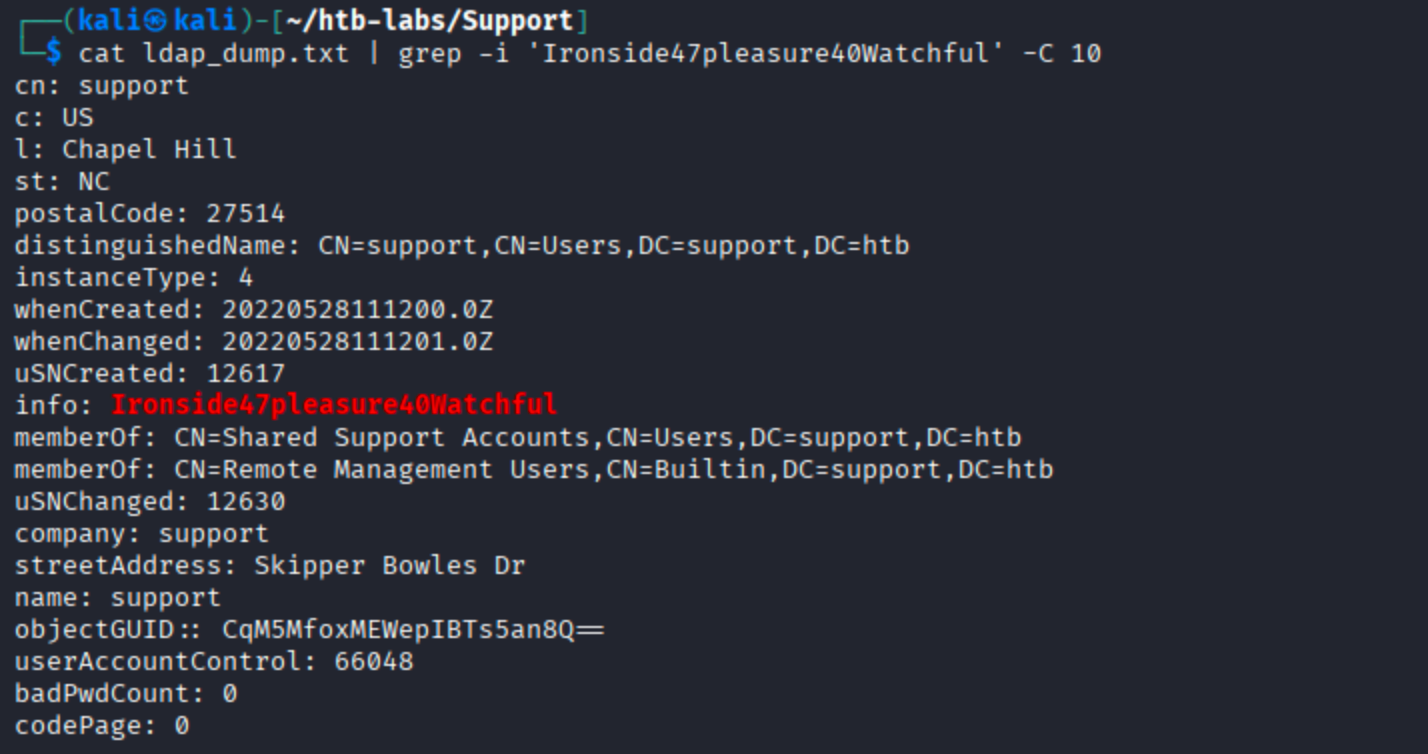 ┌──(kali㉿kali)-[~/htb-labs/Support]
└─$ cat ldap_dump.txt | grep -i 'Ironside47pleasure40Watchful' -C 10
cn: support
c: US
l: Chapel Hill
st: NC
postalCode: 27514
distinguishedName: CN=support,CN=Users,DC=support,DC=htb
instanceType: 4
whenCreated: 20220528111200.0Z
whenChanged: 20220528111201.0Z
uSNCreated: 12617
info: Ironside47pleasure40Watchful
memberOf: CN=Shared Support Accounts,CN=Users,DC=support,DC=htb
memberOf: CN=Remote Management Users,CN=Builtin,DC=support,DC=htb
uSNChanged: 12630
company: support
streetAddress: Skipper Bowles Dr
name: support
objectGUID:: CqM5MfoxMEWepIBTs5an8Q==
userAccountControl: 66048
badPwdCount: 0
codePage: 0